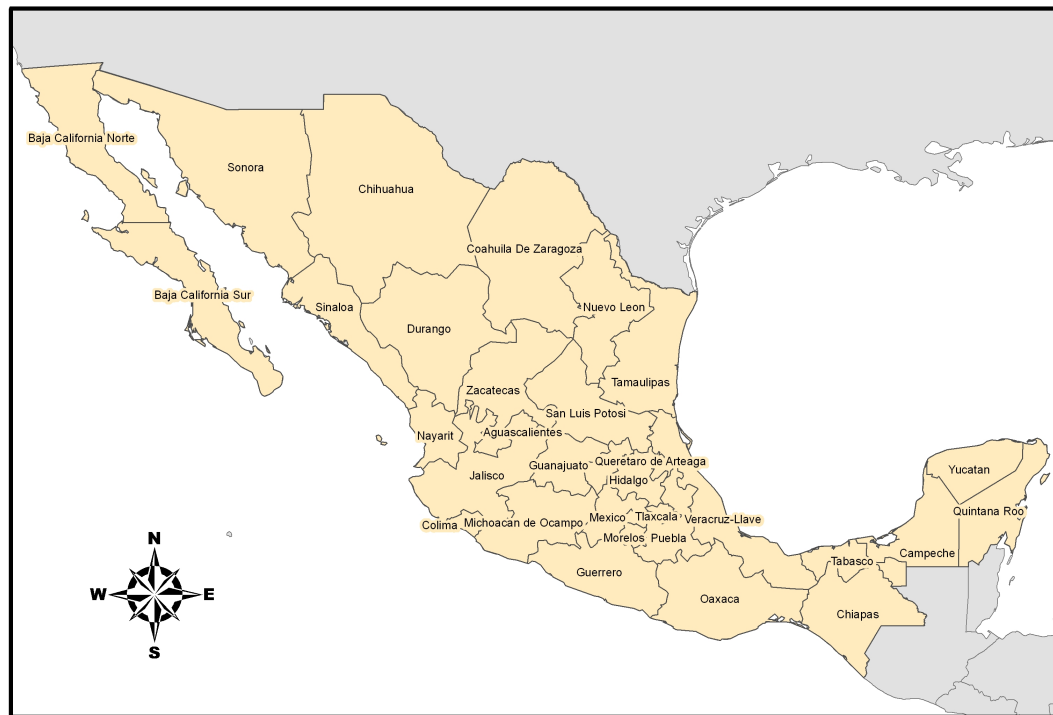 Baja California Norte
Sonora
Chihuahua
Coahuila De Zaragoza
Baja California Sur
Sinaloa
Nuevo Leon
Durango
Tamaulipas
Zacatecas
San Luis Potosi
Nayarit
Aguascalientes
Queretaro de Arteaga
Guanajuato
Yucatan
Jalisco
Hidalgo
Quintana Roo
Mexico
Tlaxcala
Veracruz-Llave
Colima
Michoacan de Ocampo
Morelos
Puebla
Campeche
Tabasco
Guerrero
Oaxaca
Chiapas
N
W
E
S